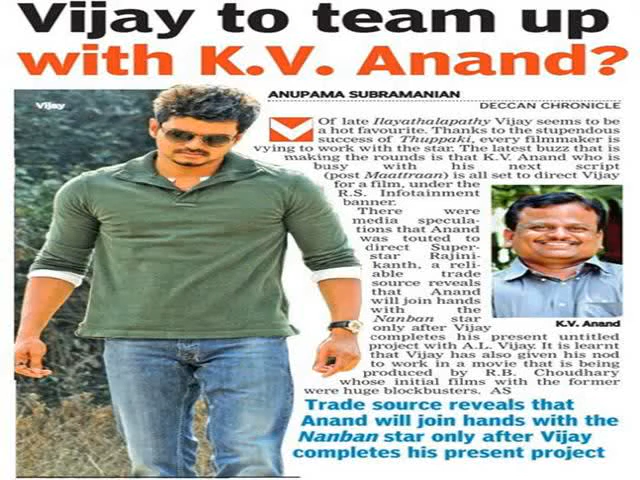 Vijay to team up
with K.V. Anand?
Vijay
ANUPAMA SUBRAMANIAN
DECCAN CHRONICLE
Of late Ilayathalapathy Vijay seems to be
a hot favourite. Thanks to the stupendous
success of Thuppaki, every filmmaker is
vying to work with the star. The latest buzz that is
making the rounds is that K.V. Anand who is
busy with his next script
(post Maattraan) is all set to direct Vijay
for a film, under the
R.S. Infotainment
banner.
There were
media specula-
tions that Anand
was touted to
direct Super-
star Rajini-
kanth, a reli-
able trade
source reveals
that Anand
will join hands
with the
Nanban star
only after Vijay
completes his present untitled
project with A.L. Vijay. It is learnt
that Vijay has also given his nod
to work in a movie that is being
produced by R.B. Choudhary
whose initial films with the former
were huge blockbusters. AS
K.V. Anand
Trade source reveals that
Anand will join hands with the
Nanban star only after Vijay
completes his present project